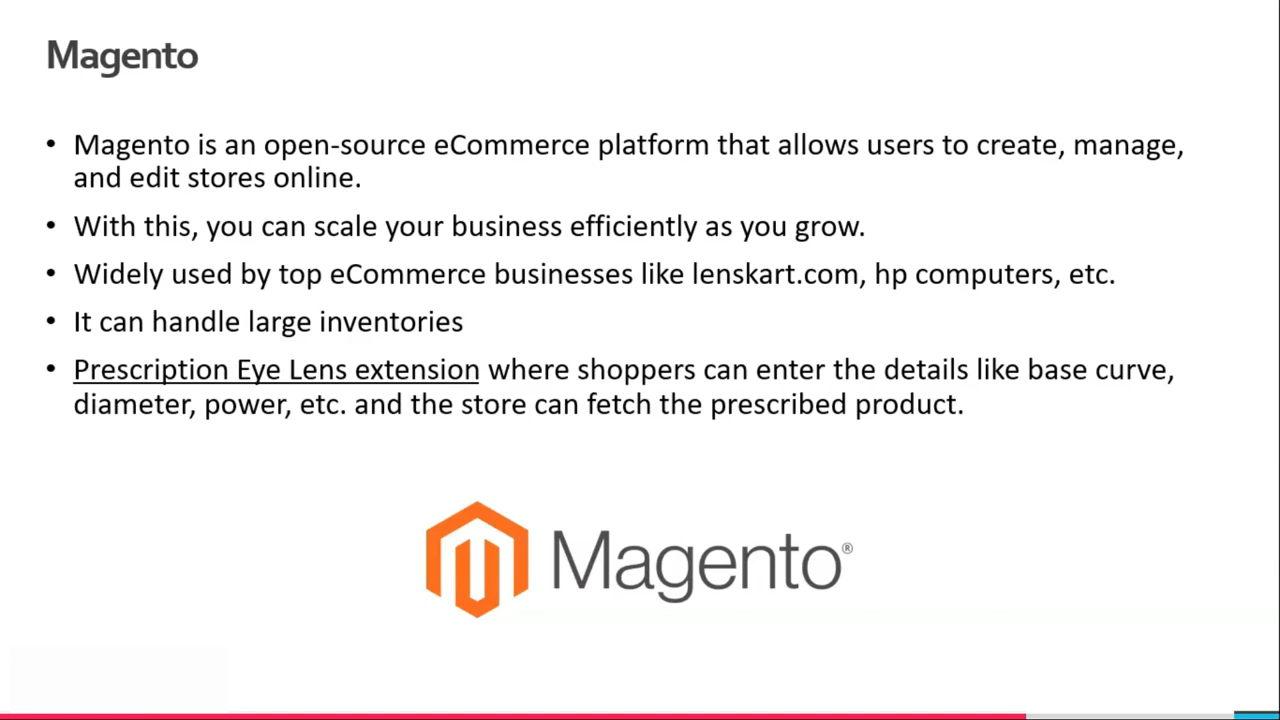 Magento
• Magento is an open-source eCommerce platform that allows users to create, manage,
and edit stores online.
• With this, you can scale your business efficiently as you grow.
• Widely used by top eCommerce businesses like lenskart.com, hp computers, etc.
• It can handle large inventories
• Prescription Eye Lens extension where shoppers can enter the details like base curve,
diameter, power, etc. and the store can fetch the prescribed product.
Magento®